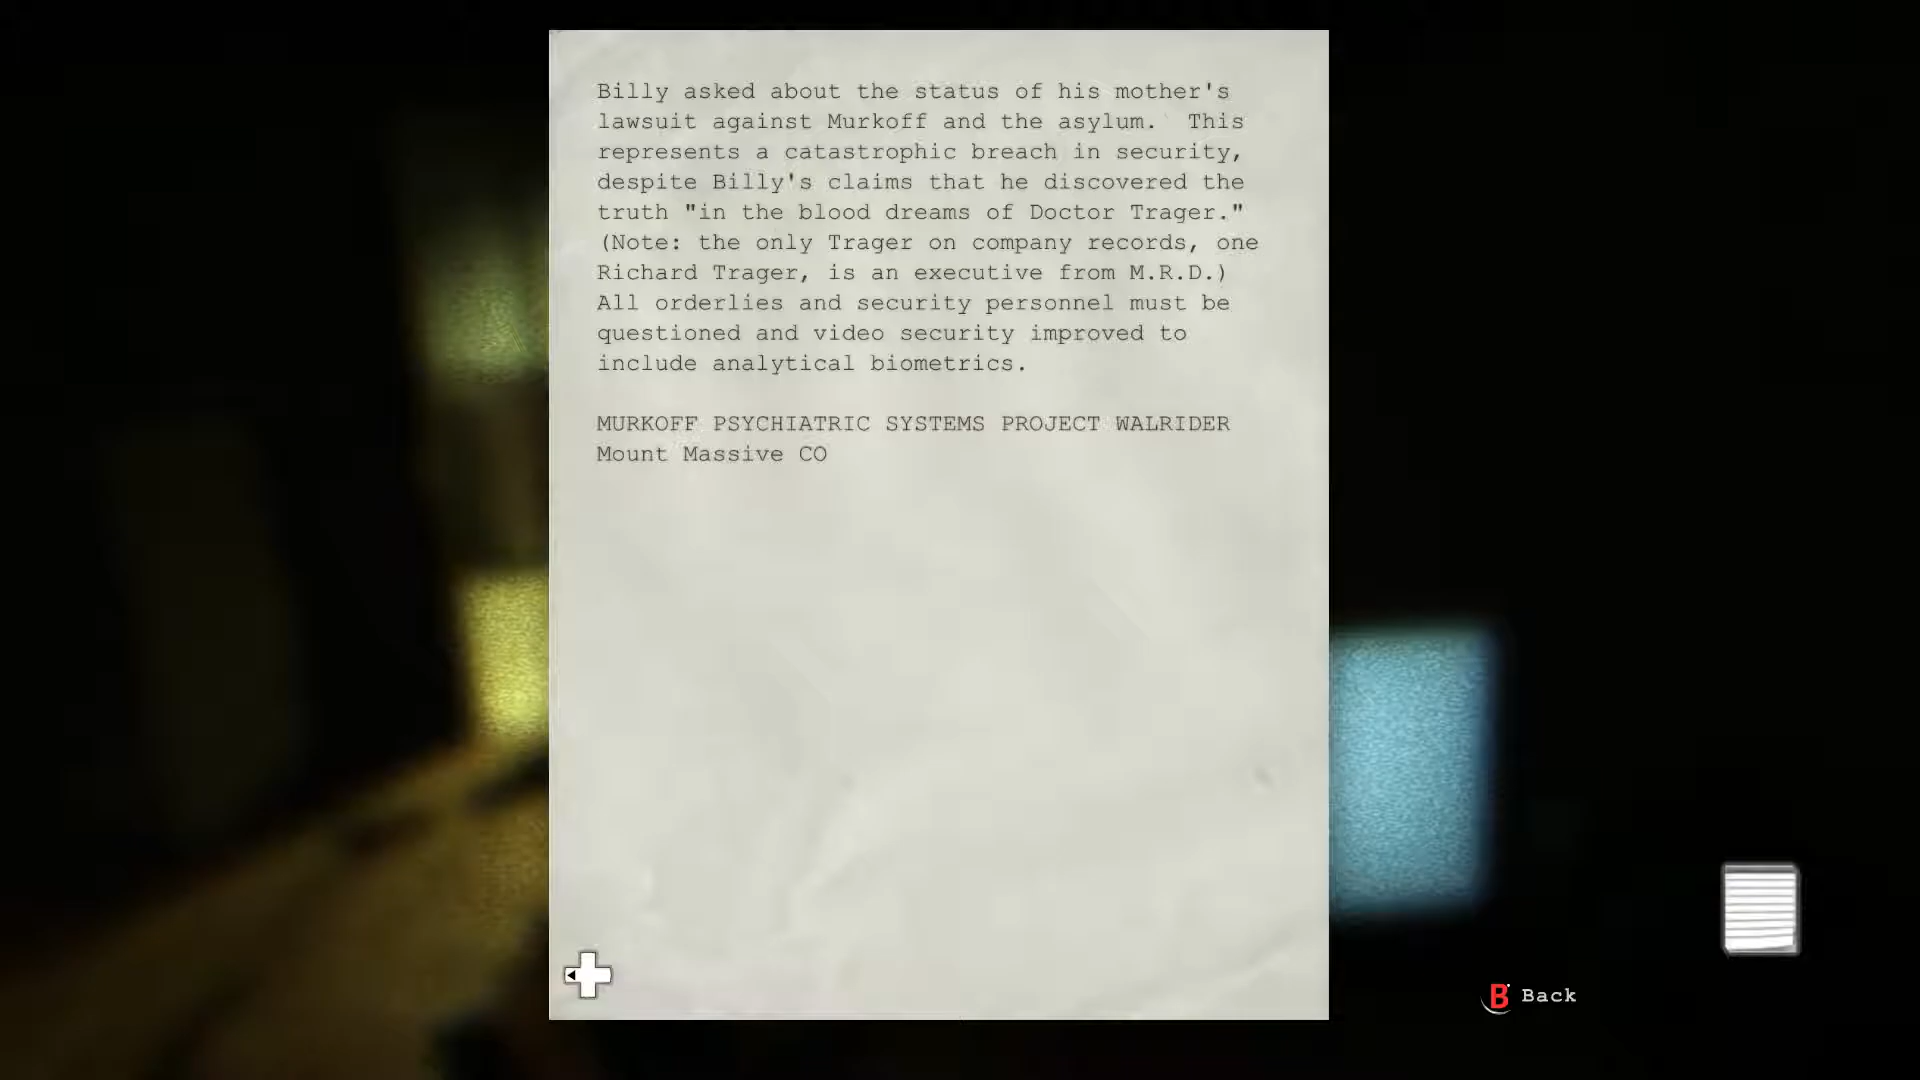 Billy asked about the status of his mother's
lawsuit against Murkoff and the asylum.  This
represents a catastrophic breach in security,
despite Billy's claims that he discovered the
truth "in the blood dreams of Doctor Trager."
(Note: the only Trager on company records, one
Richard Trager, is an executive from M.R.D.)
All orderlies and security personnel must be
questioned and video security improved to
include analytical biometrics.

MURKOFF PSYCHIATRIC SYSTEMS PROJECT WALRIDER
Mount Massive CO
B Back